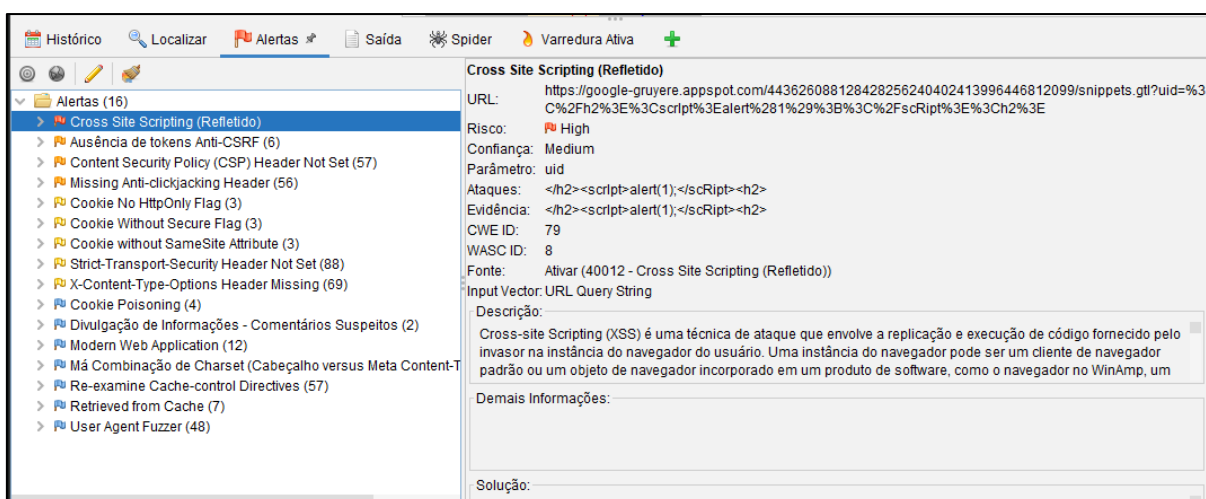 Histórico Localizar Alertas Saída Spider Varredura Ativa
Alertas (16)
Cross Site Scripting (Refletido)
Ausência de tokens Anti-CSRF (6)
Content Security Policy (CSP) Header Not Set (57)
Missing Anti-clickjacking Header (56)
Cookie No HttpOnly Flag (3)
Cookie Without Secure Flag (3)
Cookie without SameSite Attribute (3)
Strict-Transport-Security Header Not Set (88)
X-Content-Type-Options Header Missing (69)
Cookie Poisoning (4)
Divulgação de Informações - Comentários Suspeitos (2)
Modern Web Application (12)
Má Combinação de Charset (Cabeçalho versus Meta Content-T
Re-examine Cache-control Directives (57)
Retrieved from Cache (7)
User Agent Fuzzer (48)
Cross Site Scripting (Refletido)
URL: https://google-gruyere.appspot.com/443626088128428256240402413996446812099/snippets.gtl?uid=%3
C%2Fh2%3E%3CscrIpt%3Ealert%281%29%3B%3C%2FscRipt%3E%3Ch2%3E
Risco: High
Confiança: Medium
Parâmetro: uid
Ataques: </h2><scrIpt>alert(1);</scRipt><h2>
Evidência: </h2><scrIpt>alert(1);</scRipt><h2>
CWE ID: 79
WASC ID: 8
Fonte: Ativar (40012 - Cross Site Scripting (Refletido))
Input Vector: URL Query String
Descrição:
Cross-site Scripting (XSS) é uma técnica de ataque que envolve a replicação e execução de código fornecido pelo
invasor na instância do navegador do usuário. Uma instância do navegador pode ser um cliente de navegador
padrão ou um objeto de navegador incorporado em um produto de software, como o navegador no WinAmp, um
Demais Informações:
Solução: